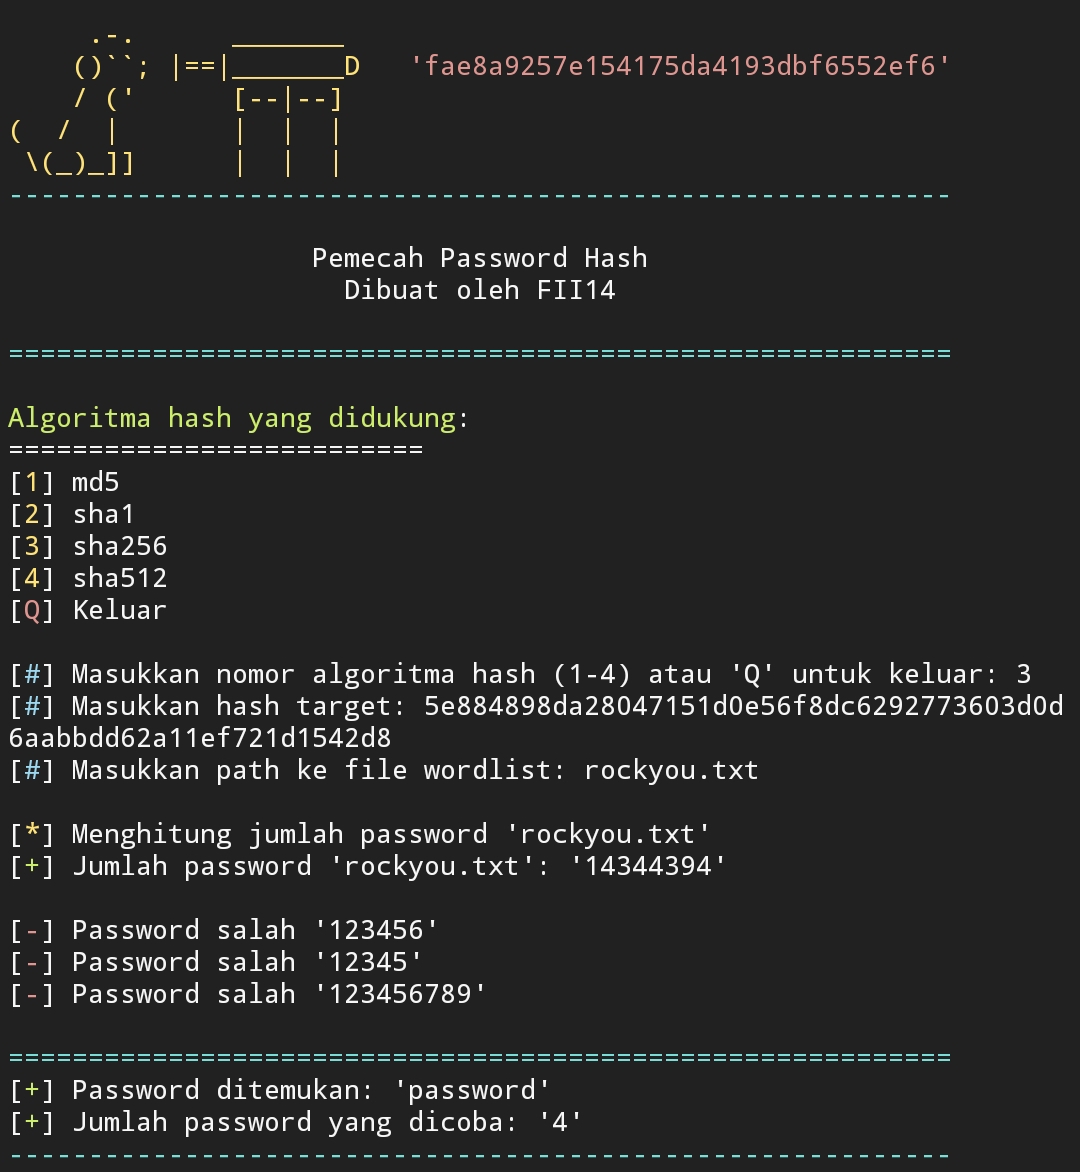 .-.      _______
     ()``; |==|_______D   'fae8a9257e154175da4193dbf6552ef6'
    / ('      [--|--]
(  /  |       |  |  |
 \(_)_]]      |  |  |
-----------------------------------------------------------
Pemecah Password Hash
Dibuat oleh FII14
===========================================================
Algoritma hash yang didukung:
==========================
[1] md5
[2] sha1
[3] sha256
[4] sha512
[Q] Keluar
[#] Masukkan nomor algoritma hash (1-4) atau 'Q' untuk keluar: 3
[#] Masukkan hash target: 5e884898da28047151d0e56f8dc6292773603d0d
6aabbdd62a11ef721d1542d8
[#] Masukkan path ke file wordlist: rockyou.txt
[*] Menghitung jumlah password 'rockyou.txt'
[+] Jumlah password 'rockyou.txt': '14344394'
[-] Password salah '123456'
[-] Password salah '12345'
[-] Password salah '123456789'
===========================================================
[+] Password ditemukan: 'password'
[+] Jumlah password yang dicoba: '4'
-----------------------------------------------------------